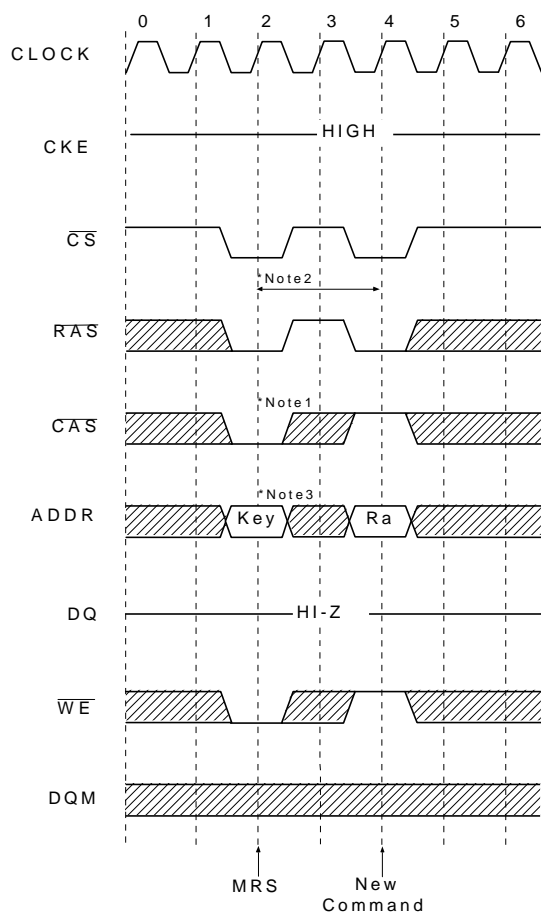 0 1 2 3 4 5 6
CLOCK
HIGH
CKE
CS
*Note2
RAS
*Note1
CAS
*Note3
ADDR Key Ra
DQ HI-Z
WE
DQM
MRS New
Command